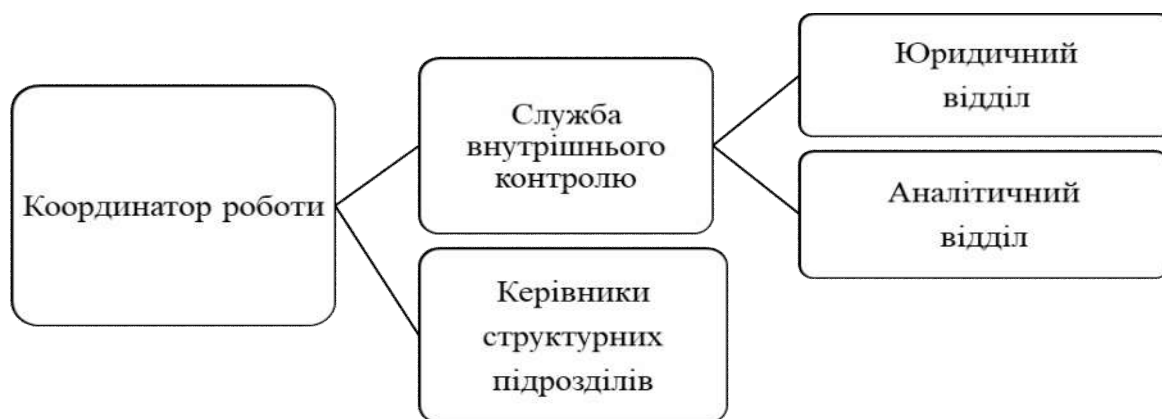 Координатор роботи
Служба
внутрішнього
контролю
Керівники
структурних
підрозділів
Юридичний
відділ
Аналітичний
відділ